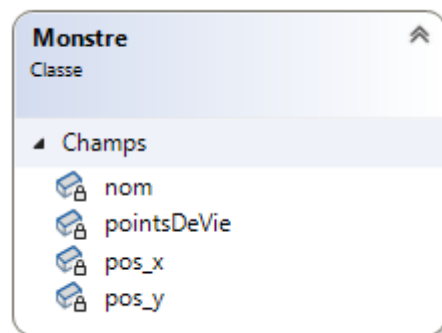 Monstre
Classe
Champs
nom
pointsDeVie
pos_x
pos_y